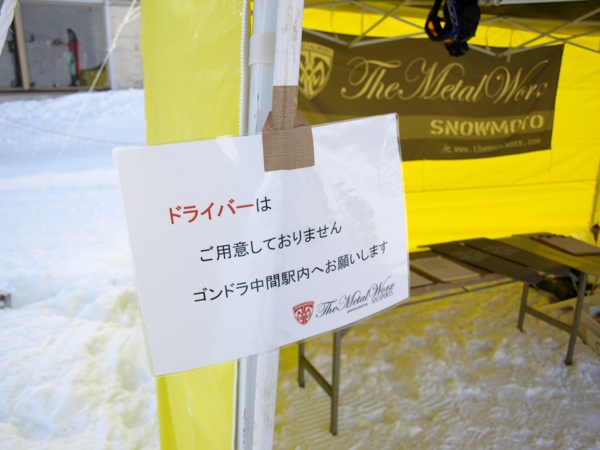 The Metal Worx
SNOWMOTO
ドライバーは
ご用意しておりません
ゴンドラ中間駅内へお願いします
The Metal Worx